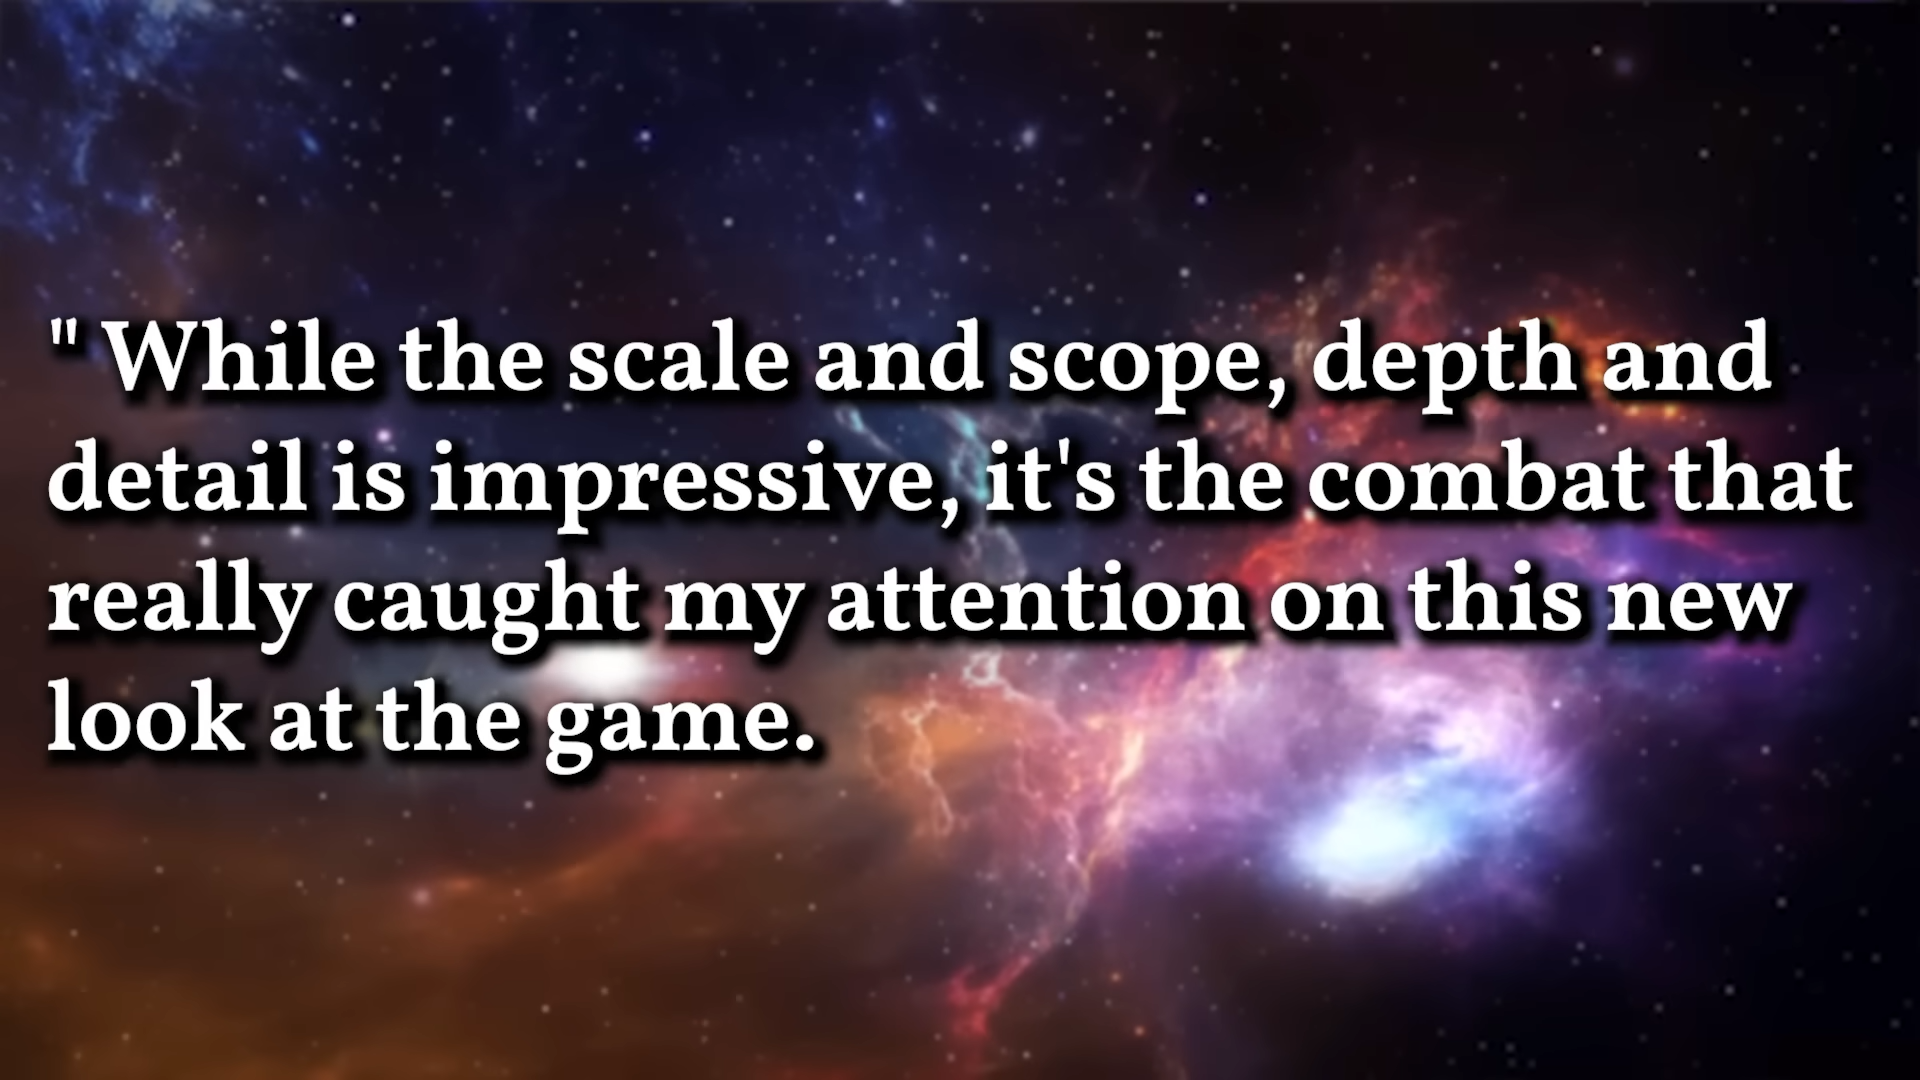 " While the scale and scope, depth and
detail is impressive, it's the combat that
really caught my attention on this new
look at the game.